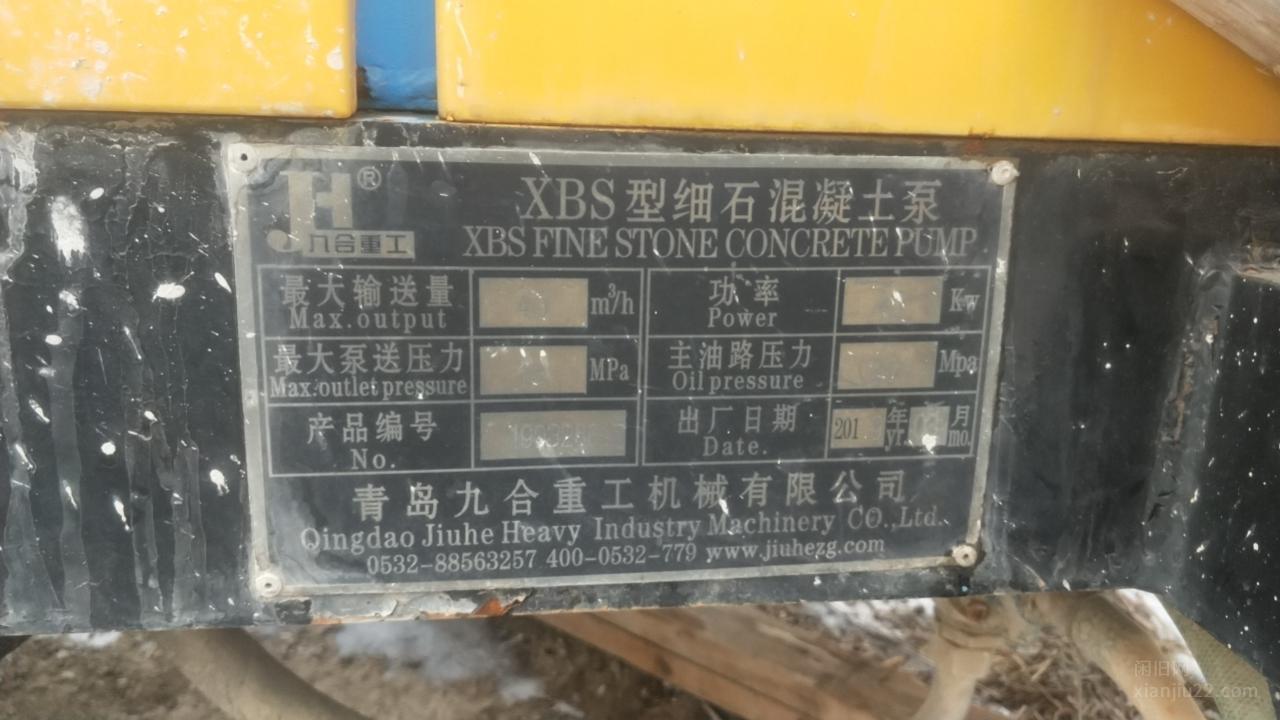 JH®
九合重工
XBS型细石混凝土泵
XBS FINE STONE CONCRETE PUMP
最大输送量 m³/h 功率 Kw
Max.output Power
最大泵送压力 MPa 主油路压力 Mpa
Max.outlet pressure Oil pressure
产品编号 出厂日期 201 年 月
No. Date. yr. mo.
青岛九合重工机械有限公司
Qingdao Jiuhe Heavy Industry Machinery CO.,Ltd.
0532-88563257 400-0532-779 www.jiuhezg.com
闲旧网
xianjiu22.com